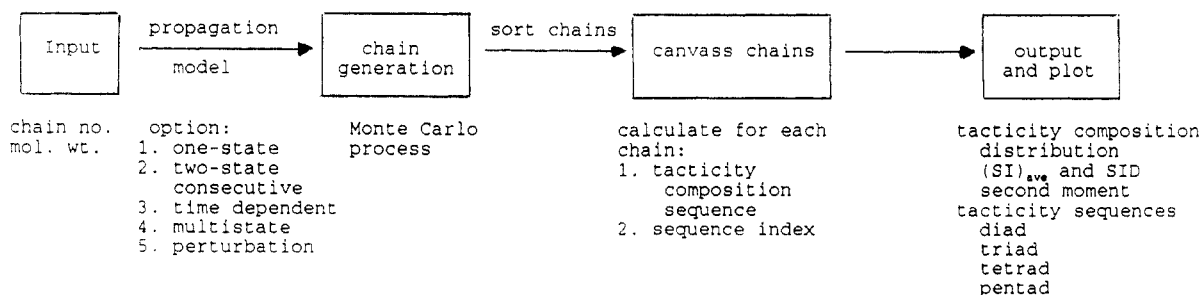 Input
propagation
model
chain
generation
sort chains
canvass chains
output
and plot
chain no.
mol. wt.
option:
1. one-state
2. two-state
consecutive
3. time dependent
4. multistate
5. perturbation
Monte Carlo
process
calculate for each
chain:
1. tacticity
composition
sequence
2. sequence index
tacticity composition
distribution
(SI)ave and SID
second moment
tacticity sequences
diad
triad
tetrad
pentad